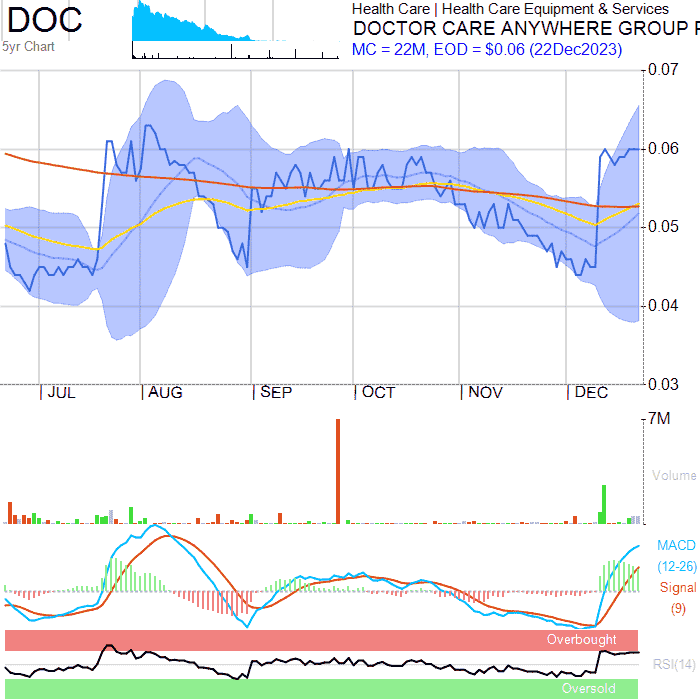 DOC
5yr Chart
Health Care | Health Care Equipment & Services
DOCTOR CARE ANYWHERE GROUP P
MC = 22M, EOD = $0.06 (22Dec2023)
0.07
0.06
0.05
0.04
0.03
JUL
AUG
SEP
OCT
NOV
DEC
7M
Volume
MACD
(12-26)
Signal
(9)
Overbought
RSI(14)
Oversold